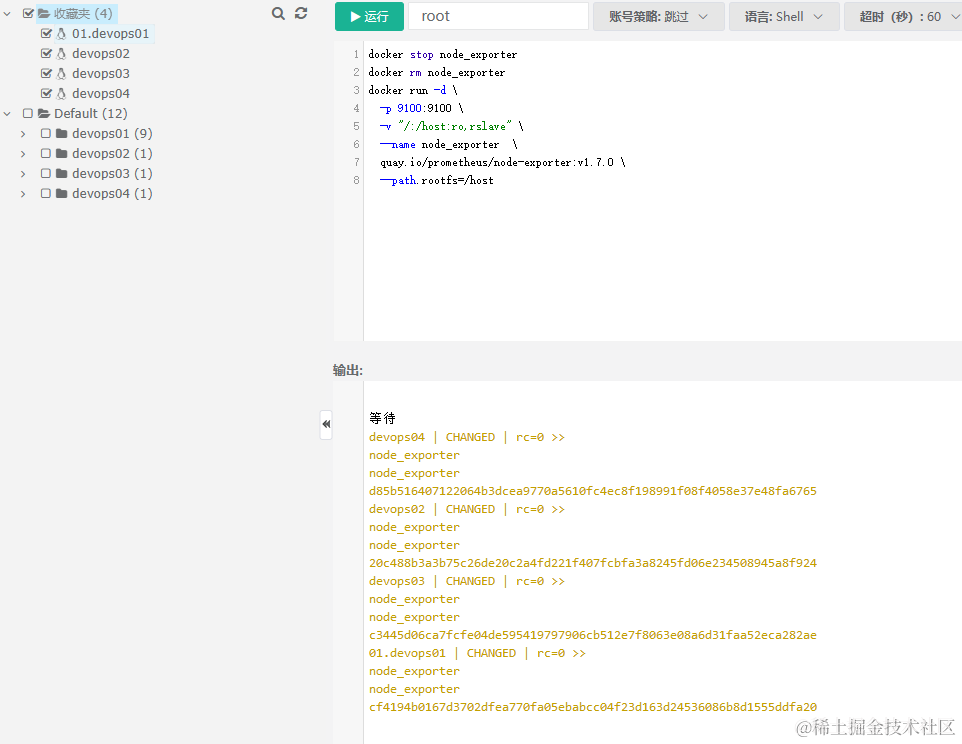 收藏夹 (4)
01.devops01
devops02
devops03
devops04
Default (12)
devops01 (9)
devops02 (1)
devops03 (1)
devops04 (1)
运行
root
账号策略: 跳过
语言: Shell
超时（秒）: 60
1 docker stop node_exporter
2 docker rm node_exporter
3 docker run -d \
4 -p 9100:9100 \
5 -v "/:/host:ro,rslave" \
6 --name node_exporter \
7 quay.io/prometheus/node-exporter:v1.7.0 \
8 --path.rootfs=/host
输出:
等待
devops04 | CHANGED | rc=0 >>
node_exporter
node_exporter
d85b516407122064b3dcea9770a5610fc4ec8f198991f08f4058e37e48fa6765
devops02 | CHANGED | rc=0 >>
node_exporter
node_exporter
20c488b3a3b75c26de20c2a4fd221f407fcbfa3a8245fd06e234508945a8f924
devops03 | CHANGED | rc=0 >>
node_exporter
node_exporter
c3445d06ca7fcfe04de595419797906cb512e7f8063e08a6d31faa52eca282ae
01.devops01 | CHANGED | rc=0 >>
node_exporter
node_exporter
cf4194b0167d3702dfea770fa05ebabcc04f23d163d24536086b8d1555ddfa20
@稀土掘金技术社区